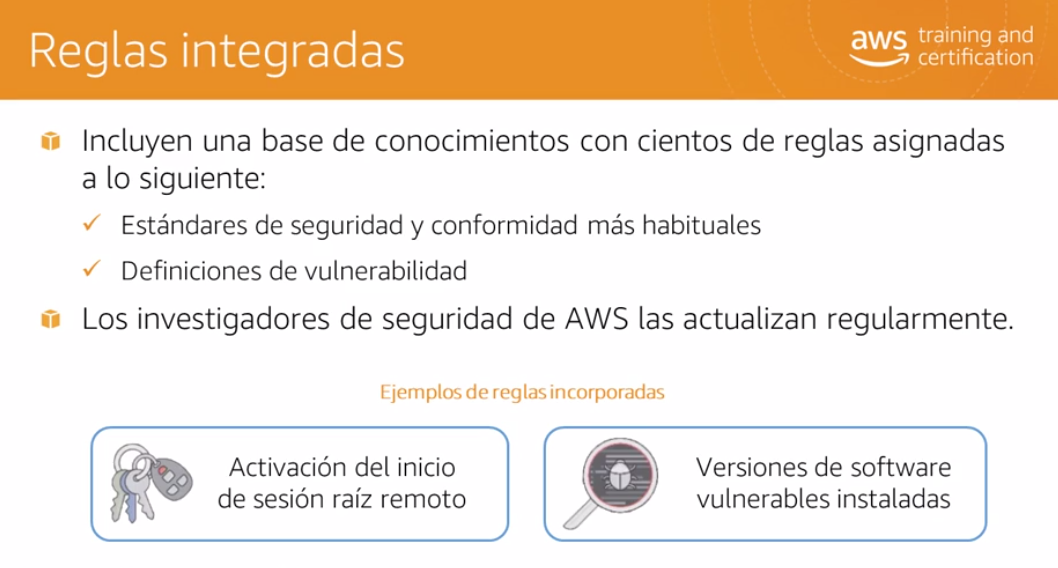 Reglas integradas
aws training and
certification
Incluyen una base de conocimientos con cientos de reglas asignadas
a lo siguiente:
Estándares de seguridad y conformidad más habituales
Definiciones de vulnerabilidad
Los investigadores de seguridad de AWS las actualizan regularmente.
Ejemplos de reglas incorporadas
Activación del inicio
de sesión raíz remoto
Versiones de software
vulnerables instaladas